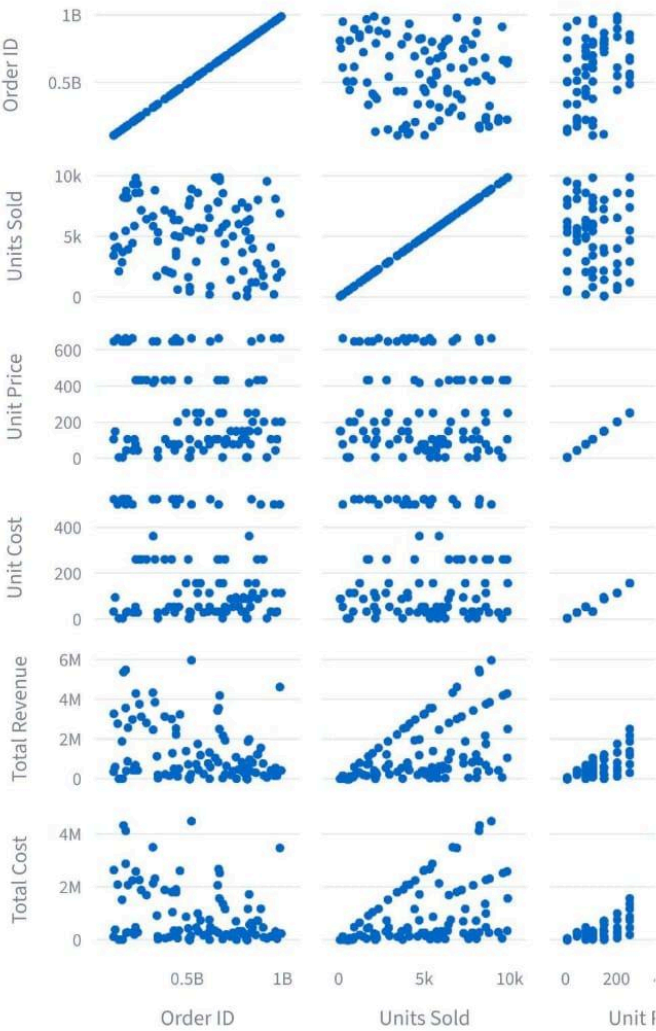 1B
0.5B
Order ID
10k
5k
0
Units Sold
600
400
200
0
Unit Price
400
200
0
Unit Cost
6M
4M
2M
0
Total Revenue
4M
2M
0
Total Cost
0.5B 1B 0 5k 10k 0 200
Order ID Units Sold Unit